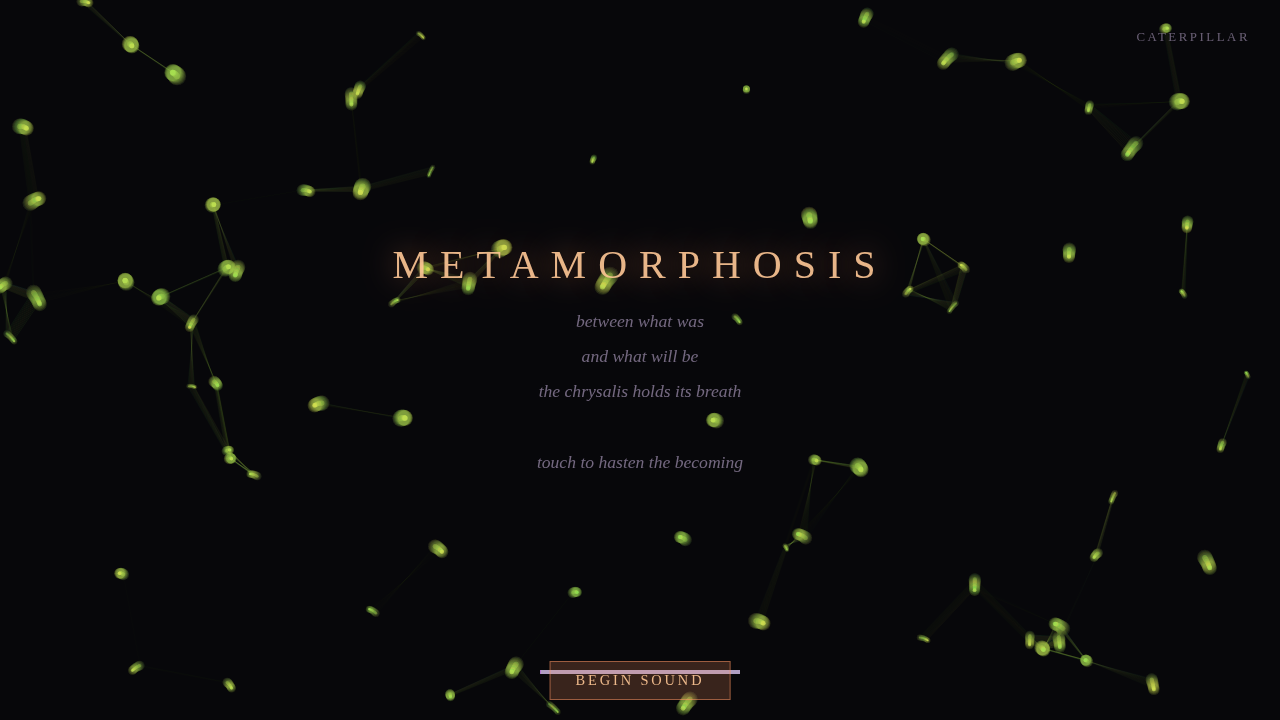 CATERPILLAR
METAMORPHOSIS
between what was
and what will be
the chrysalis holds its breath
touch to hasten the becoming
BEGIN SOUND